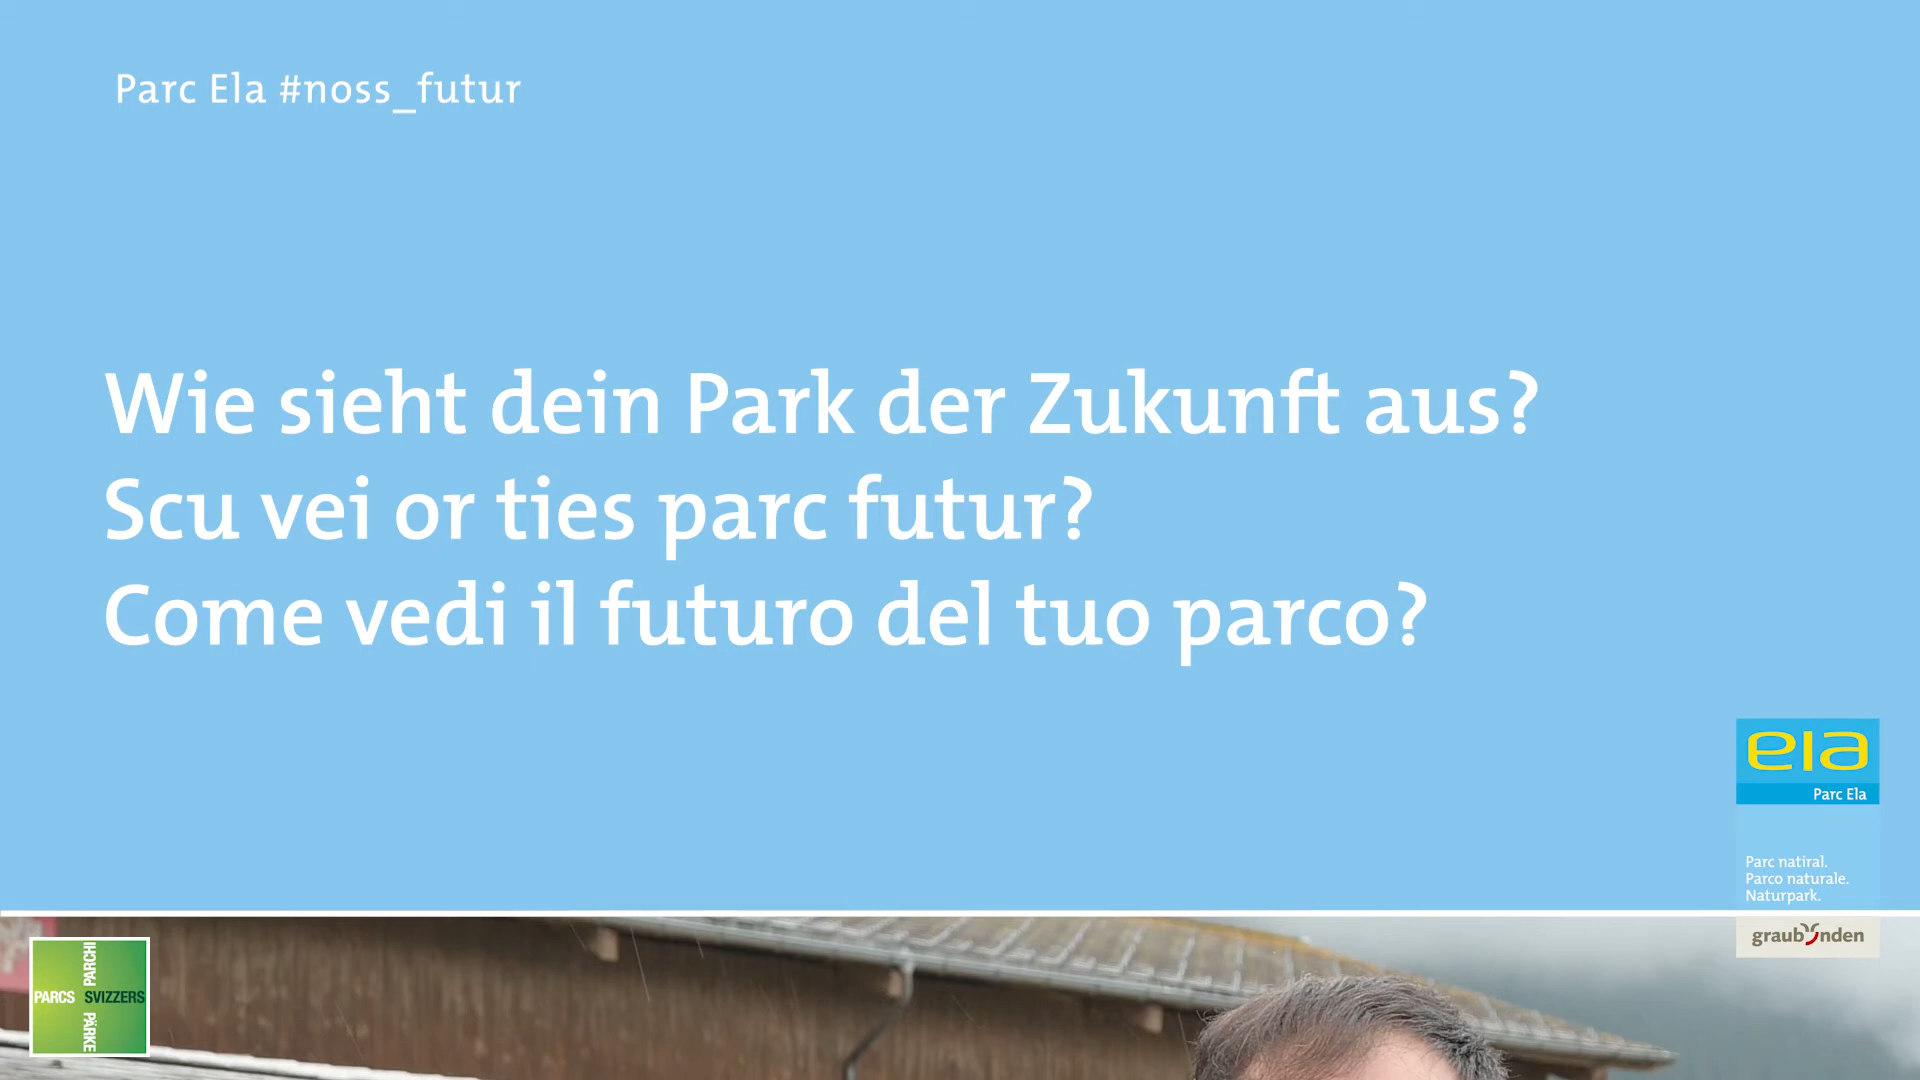 Parc Ela #noss_futur
Wie sieht dein Park der Zukunft aus?
Scu vei or ties parc futur?
Come vedi il futuro del tuo parco?
ela
Parc Ela
Parc natiral.
Parco naturale.
Naturpark.
graubünden
PARCHI
PARCS SVIZZERS
PÄRKE